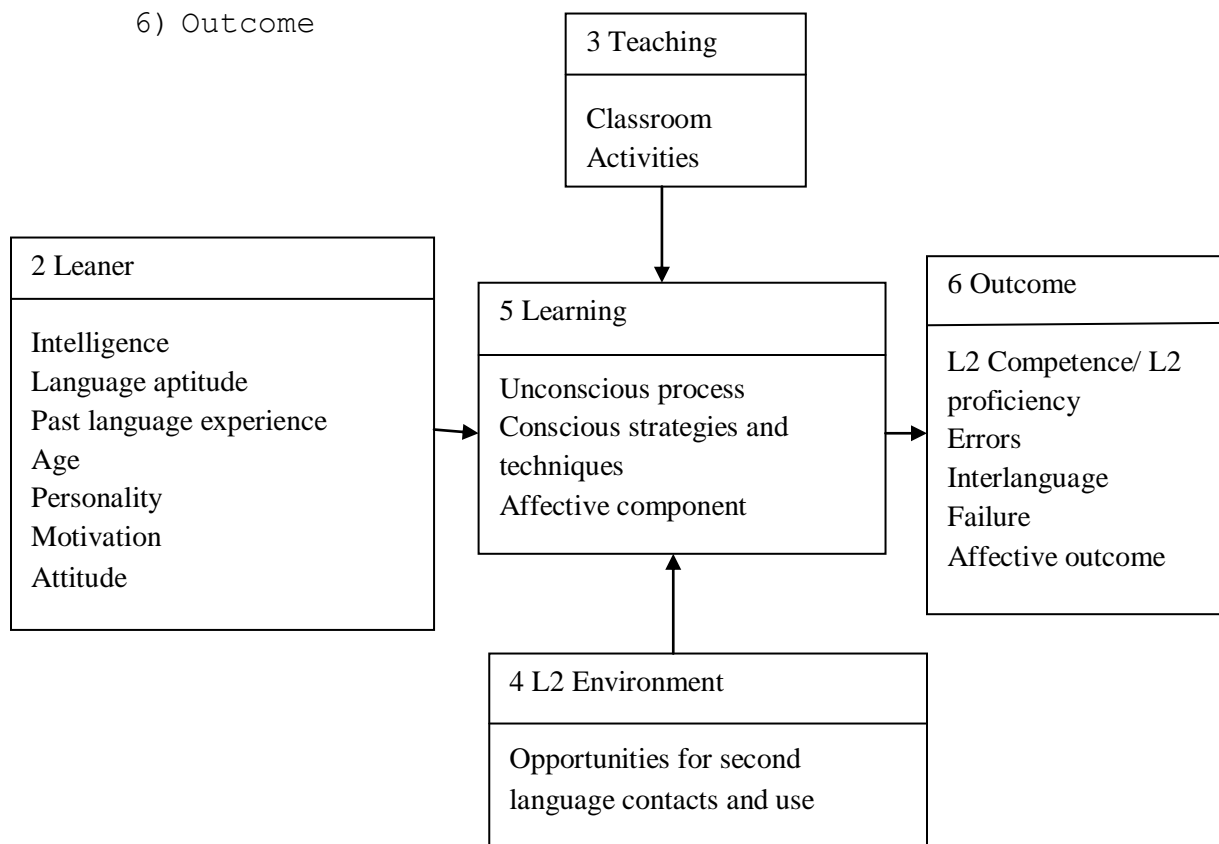 6) Outcome
3 Teaching
Classroom
Activities
2 Leaner
Intelligence
Language aptitude
Past language experience
Age
Personality
Motivation
Attitude
5 Learning
Unconscious process
Conscious strategies and
techniques
Affective component
6 Outcome
L2 Competence/ L2
proficiency
Errors
Interlanguage
Failure
Affective outcome
4 L2 Environment
Opportunities for second
language contacts and use